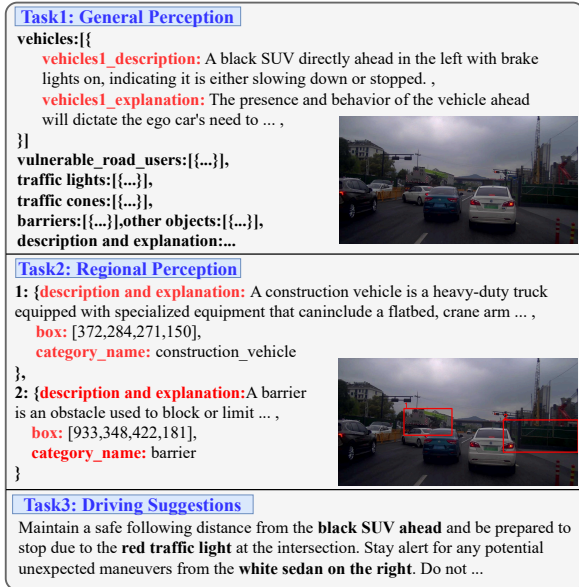 Task1: General Perception
vehicles:[{
vehicles1_description: A black SUV directly ahead in the left with brake
lights on, indicating it is either slowing down or stopped. ,
vehicles1_explanation: The presence and behavior of the vehicle ahead
will dictate the ego car's need to ... ,
}]
vulnerable_road_users:[{...}],
traffic lights:[{...}],
traffic cones:[{...}],
barriers:[{...}],other objects:[{...}],
description and explanation:...
Task2: Regional Perception
1: {description and explanation: A construction vehicle is a heavy-duty truck
equipped with specialized equipment that caninclude a flatbed, crane arm ... ,
box: [372,284,271,150],
category_name: construction_vehicle
},
2: {description and explanation:A barrier
is an obstacle used to block or limit ... ,
box: [933,348,422,181],
category_name: barrier
}
Task3: Driving Suggestions
Maintain a safe following distance from the black SUV ahead and be prepared to
stop due to the red traffic light at the intersection. Stay alert for any potential
unexpected maneuvers from the white sedan on the right. Do not ...